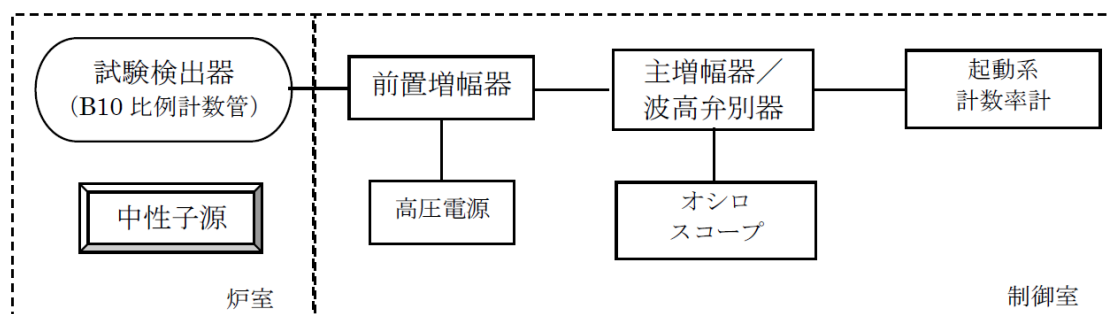 試験検出器
（B10 比例計数管）
前置増幅器
主増幅器／
波高弁別器
起動系
計数率計
中性子源
高圧電源
オシロ
スコープ
炉室
制御室